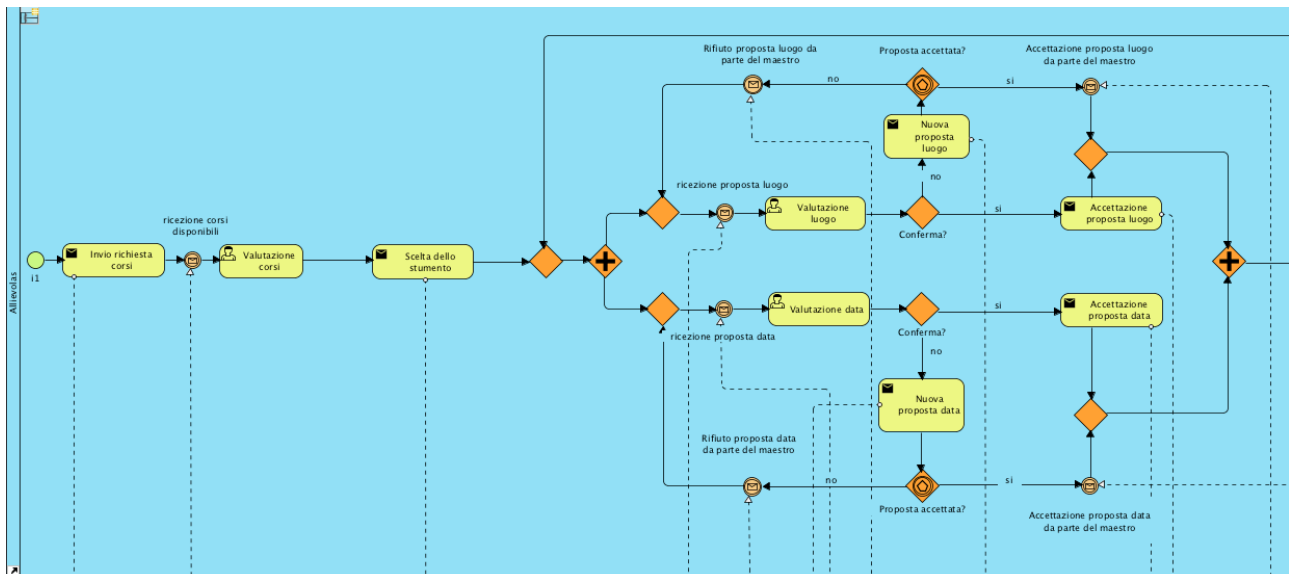 Allievolas
i1
Invio richiesta
corsi
ricezione corsi
disponibili
Valutazione
corsi
Scelta dello
stumento
Rifiuto proposta luogo da
parte del maestro
no
Proposta accettata?
si
Accettazione proposta luogo
da parte del maestro
Nuova
proposta
luogo
no
ricezione proposta luogo
Valutazione
luogo
Conferma?
si
Accettazione
proposta luogo
ricezione proposta data
Valutazione data
Conferma?
si
Accettazione
proposta data
no
Nuova
proposta data
Rifiuto proposta data
da parte del maestro
no
Proposta accettata?
si
Accettazione proposta data
da parte del maestro